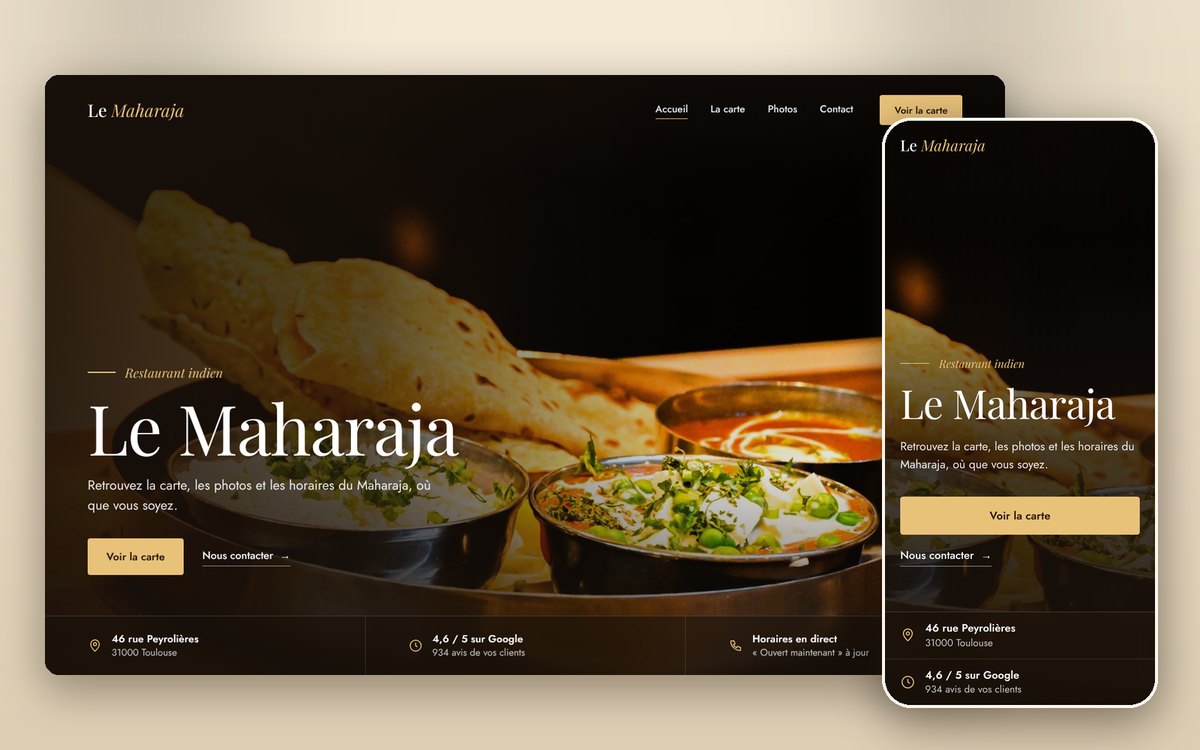 Le Maharaja
Accueil
La carte
Photos
Contact
Voir la carte
Restaurant indien
Le Maharaja
Retrouvez la carte, les photos et les horaires du Maharaja, où
que vous soyez.
Voir la carte
Nous contacter →
46 rue Peyrolières
31000 Toulouse
4,6 / 5 sur Google
934 avis de vos clients
Horaires en direct
« Ouvert maintenant » à jour
Le Maharaja
Restaurant indien
Le Maharaja
Retrouvez la carte, les photos et les horaires du
Maharaja, où que vous soyez.
Voir la carte
Nous contacter →
46 rue Peyrolières
31000 Toulouse
4,6 / 5 sur Google
934 avis de vos clients